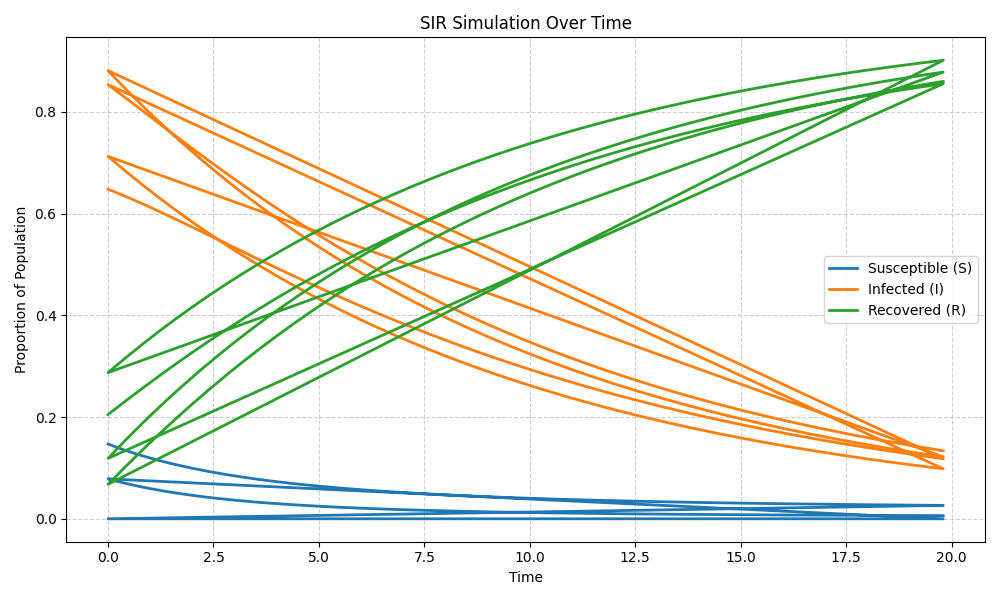 SIR Simulation Over Time
Proportion of Population
0.8
0.6
0.4
0.2
0.0
Susceptible (S)
Infected (I)
Recovered (R)
0.0 2.5 5.0 7.5 10.0 12.5 15.0 17.5 20.0
Time